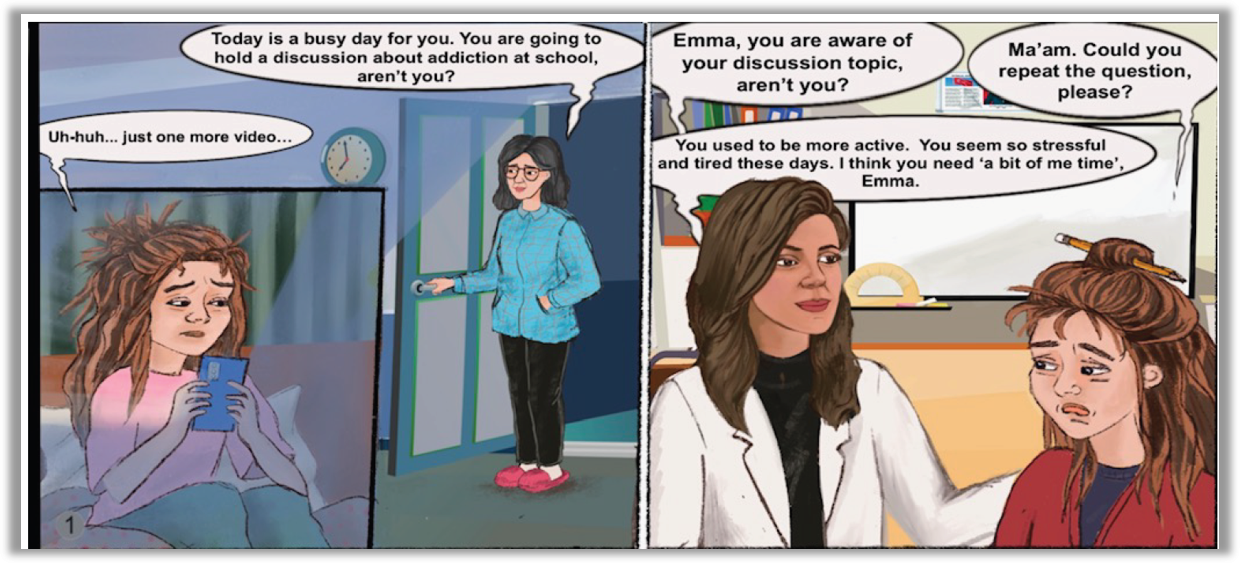 Today is a busy day for you. You are going to
hold a discussion about addiction at school,
aren't you?
Uh-huh... just one more video...
1
Emma, you are aware of
your discussion topic,
aren't you?
Ma'am. Could you
repeat the question,
please?
You used to be more active. You seem so stressful
and tired these days. I think you need 'a bit of me time',
Emma.